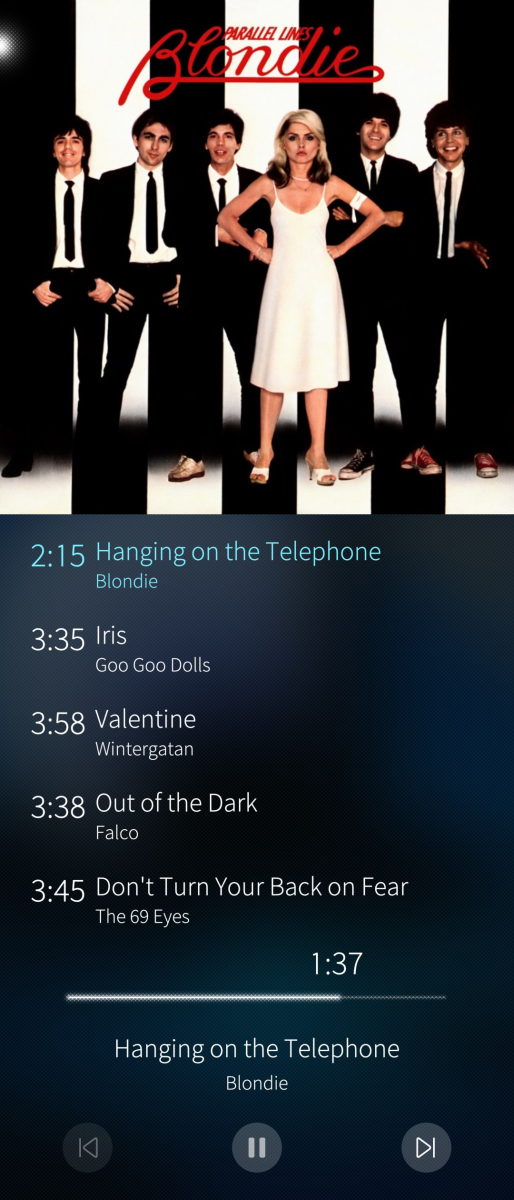 PARALLEL LINES
Blondie
2:15 Hanging on the Telephone
Blondie
3:35 Iris
Goo Goo Dolls
3:58 Valentine
Wintergatan
3:38 Out of the Dark
Falco
3:45 Don't Turn Your Back on Fear
The 69 Eyes
1:37
Hanging on the Telephone
Blondie